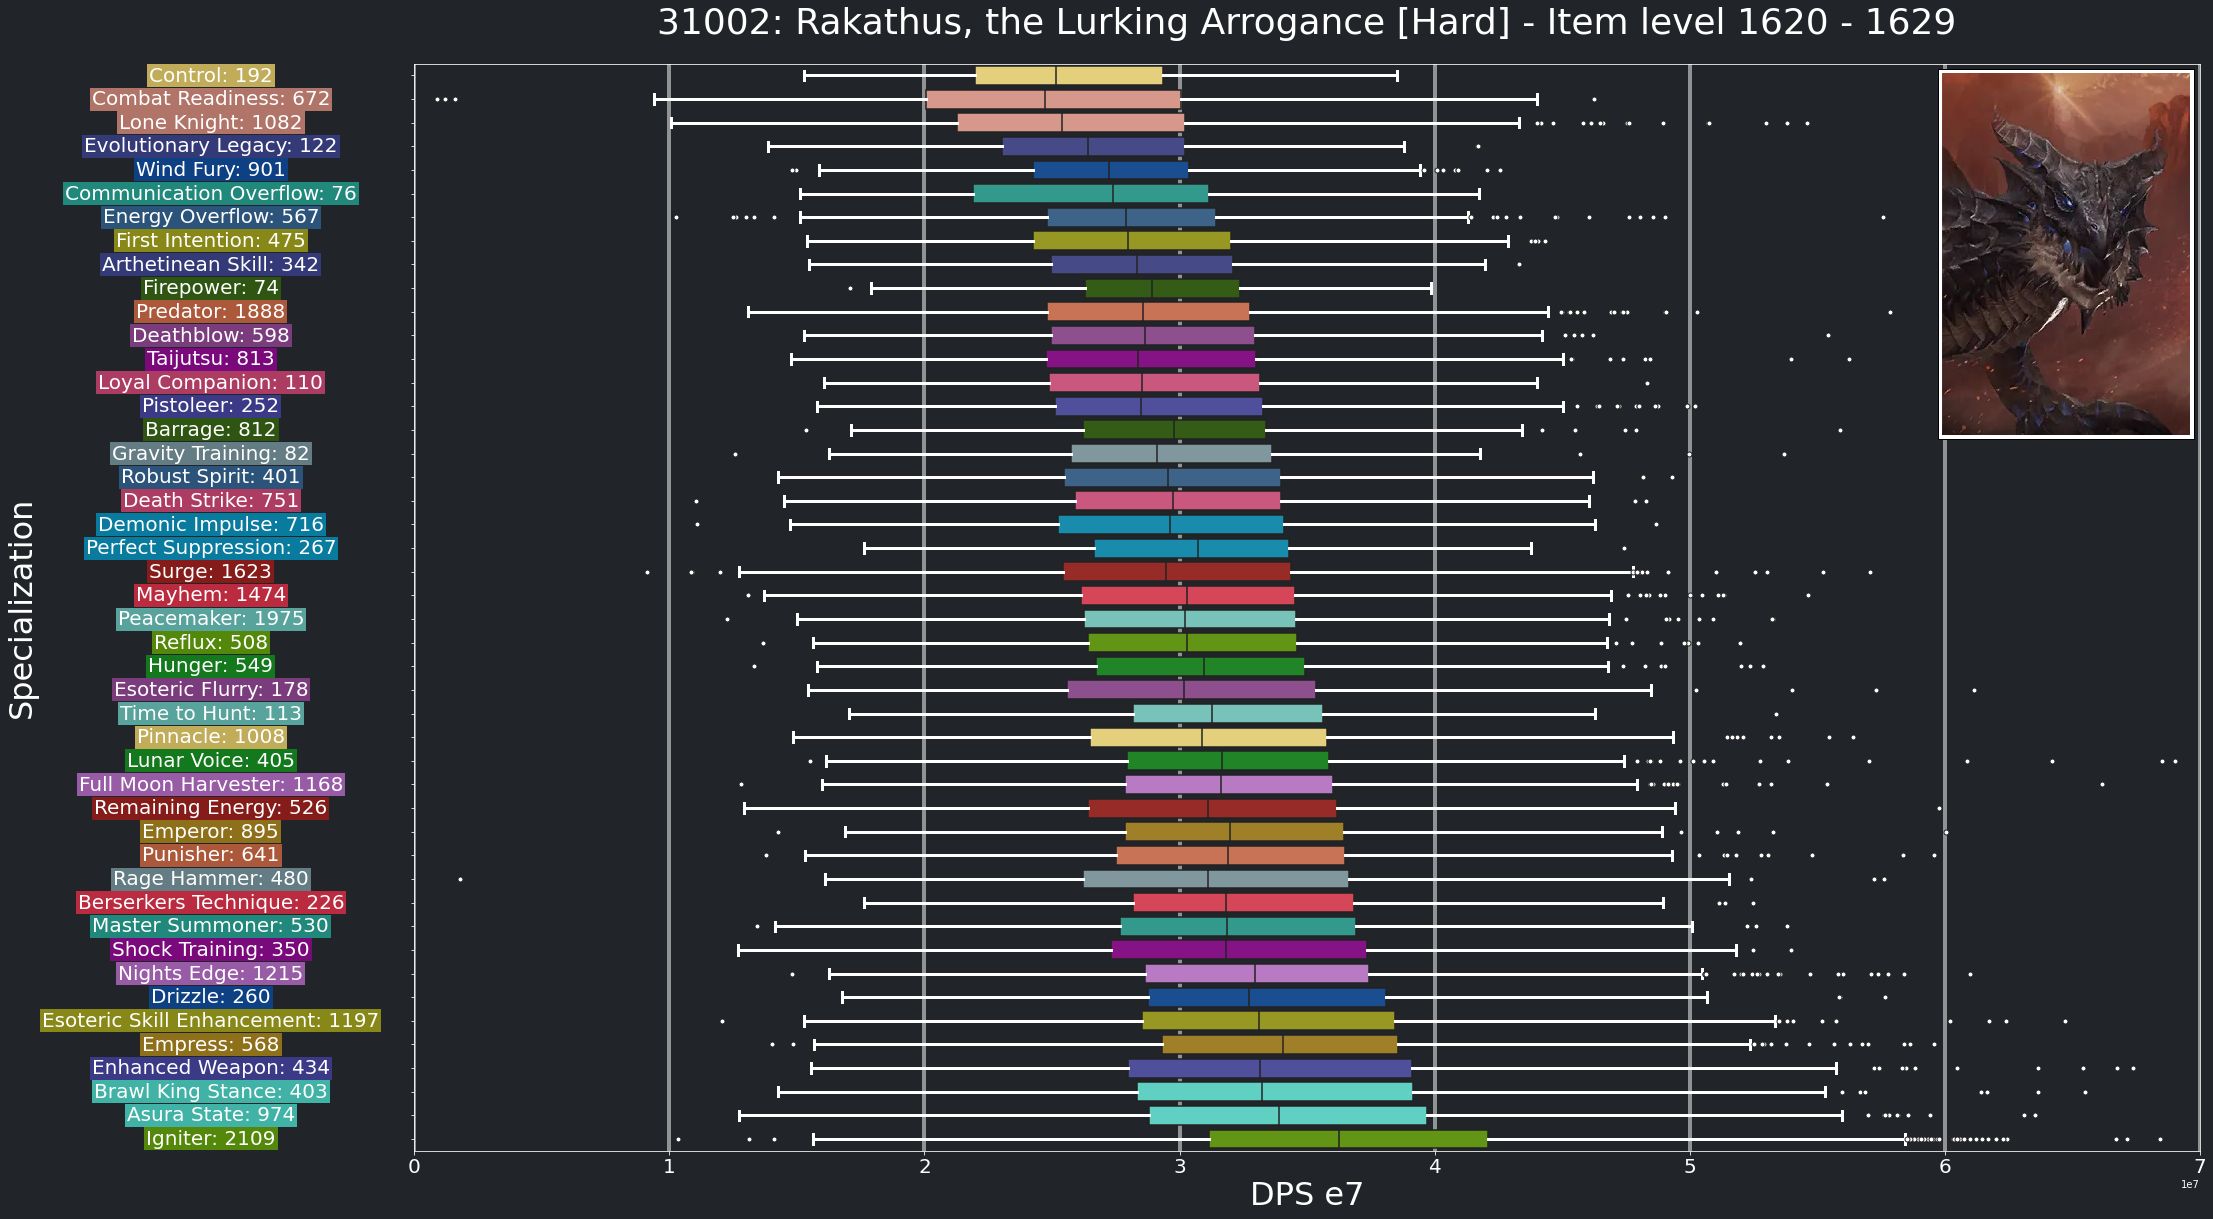 31002: Rakathus, the Lurking Arrogance [Hard] - Item level 1620 - 1629
Specialization
Control: 192
Combat Readiness: 672
Lone Knight: 1082
Evolutionary Legacy: 122
Wind Fury: 901
Communication Overflow: 76
Energy Overflow: 567
First Intention: 475
Arthetinean Skill: 342
Firepower: 74
Predator: 1888
Deathblow: 598
Taijutsu: 813
Loyal Companion: 110
Pistoleer: 252
Barrage: 812
Gravity Training: 82
Robust Spirit: 401
Death Strike: 751
Demonic Impulse: 716
Perfect Suppression: 267
Surge: 1623
Mayhem: 1474
Peacemaker: 1975
Reflux: 508
Hunger: 549
Esoteric Flurry: 178
Time to Hunt: 113
Pinnacle: 1008
Lunar Voice: 405
Full Moon Harvester: 1168
Remaining Energy: 526
Emperor: 895
Punisher: 641
Rage Hammer: 480
Berserkers Technique: 226
Master Summoner: 530
Shock Training: 350
Nights Edge: 1215
Drizzle: 260
Esoteric Skill Enhancement: 1197
Empress: 568
Enhanced Weapon: 434
Brawl King Stance: 403
Asura State: 974
Igniter: 2109
0 1 2 3 4 5 6 7
DPS e7
1e7